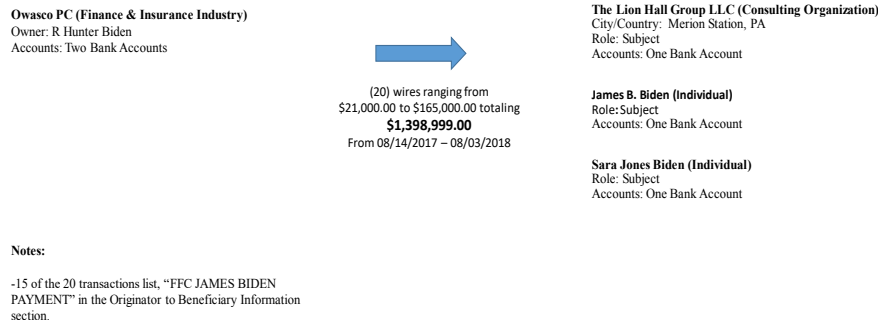 Owasco PC (Finance & Insurance Industry)
Owner: R Hunter Biden
Accounts: Two Bank Accounts
(20) wires ranging from
$21,000.00 to $165,000.00 totaling
$1,398,999.00
From 08/14/2017 – 08/03/2018
The Lion Hall Group LLC (Consulting Organization)
City/Country: Merion Station, PA
Role: Subject
Accounts: One Bank Account
James B. Biden (Individual)
Role: Subject
Accounts: One Bank Account
Sara Jones Biden (Individual)
Role: Subject
Accounts: One Bank Account
Notes:
-15 of the 20 transactions list, “FFC JAMES BIDEN
PAYMENT” in the Originator to Beneficiary Information
section.